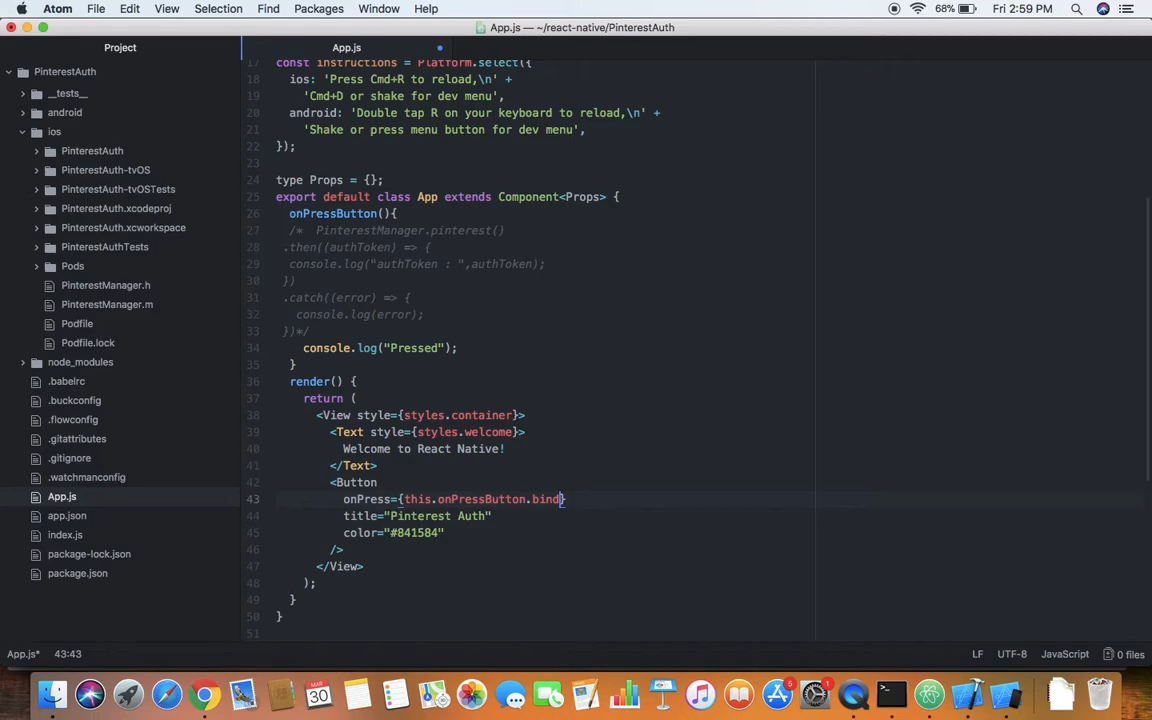 Atom File Edit View Selection Find Packages Window Help 68% Fri 2:59 PM
App.js — ~/react-native/PinterestAuth
Project
App.js
PinterestAuth
__tests__
android
ios
PinterestAuth
PinterestAuth-tvOS
PinterestAuth-tvOSTests
PinterestAuth.xcodeproj
PinterestAuth.xcworkspace
PinterestAuthTests
Pods
PinterestManager.h
PinterestManager.m
Podfile
Podfile.lock
node_modules
.babelrc
.buckconfig
.flowconfig
.gitattributes
.gitignore
.watchmanconfig
App.js
app.json
index.js
package-lock.json
package.json
17 const instructions = Platform.select({
18 ios: 'Press Cmd+R to reload,\n' +
19 'Cmd+D or shake for dev menu',
20 android: 'Double tap R on your keyboard to reload,\n' +
21 'Shake or press menu button for dev menu',
22 });
23
24 type Props = {};
25 export default class App extends Component<Props> {
26 onPressButton(){
27 /* PinterestManager.pinterest()
28 .then((authToken) => {
29 console.log("authToken : ",authToken);
30 })
31 .catch((error) => {
32 console.log(error);
33 })*/
34 console.log("Pressed");
35 }
36 render() {
37 return (
38 <View style={styles.container}>
39 <Text style={styles.welcome}>
40 Welcome to React Native!
41 </Text>
42 <Button
43 onPress={this.onPressButton.bind}
44 title="Pinterest Auth"
45 color="#841584"
46 />
47 </View>
48 );
49 }
50 }
51
App.js* 43:43 LF UTF-8 JavaScript 0 files
30
5
1